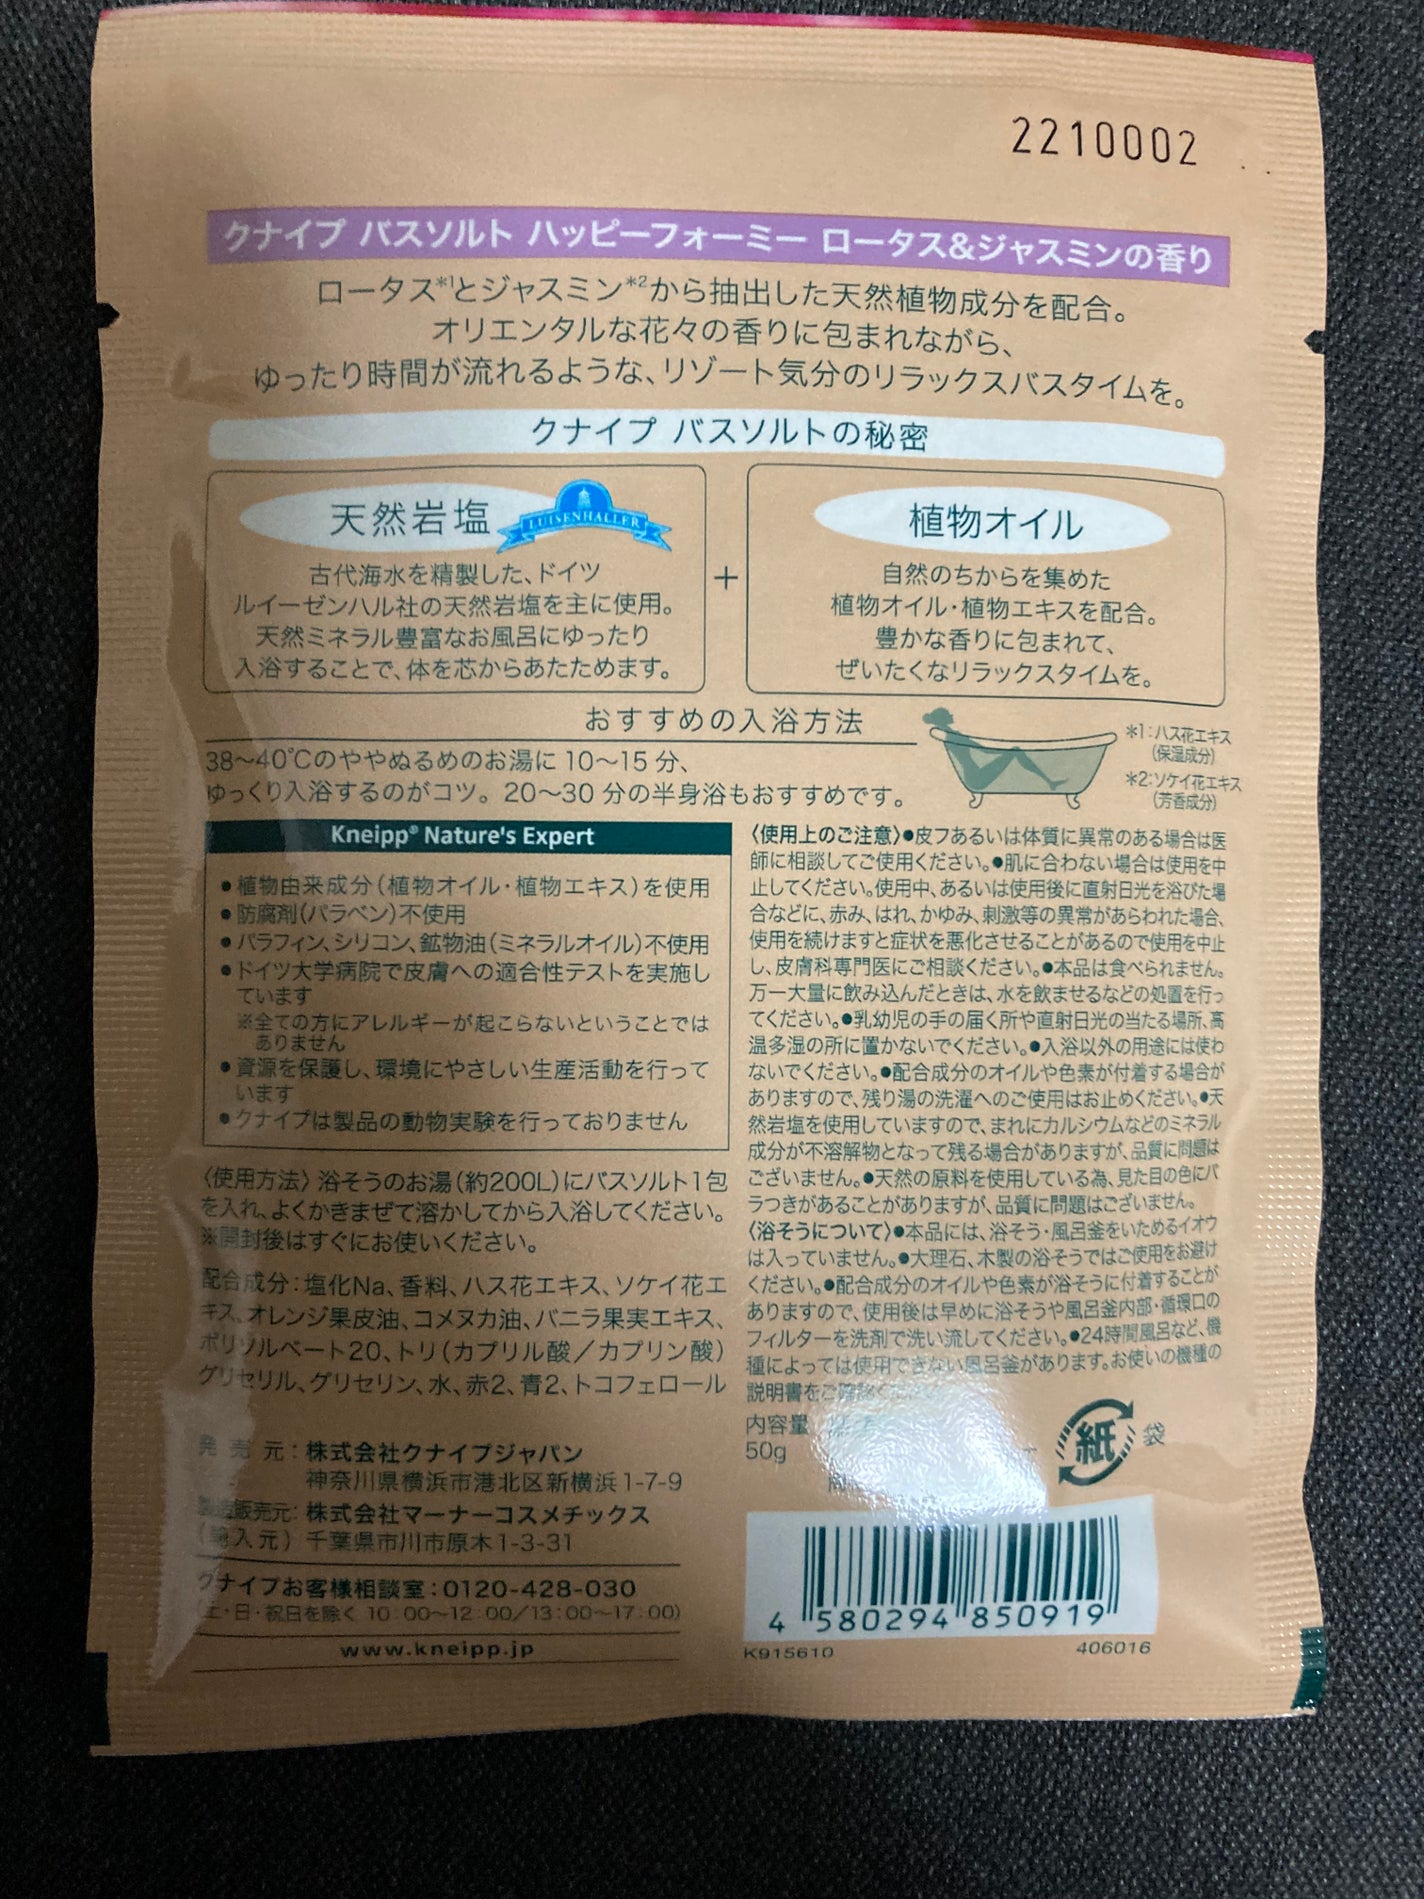 2210002
クナイプ バスソルト ハッピーフォーミー ロータス&ジャスミンの香り
ロータス*1とジャスミン*2から抽出した天然植物成分を配合。
オリエンタルな花々の香りに包まれながら、
ゆったり時間が流れるような、リゾート気分のリラックスバスタイムを。
クナイプ バスソルトの秘密
天然岩塩
LUISENHALLER
古代海水を精製した、ドイツ
ルイーゼンハル社の天然岩塩を主に使用。
天然ミネラル豊富なお風呂にゆったり
入浴することで、体を芯からあたためます。
+
植物オイル
自然のちからを集めた
植物オイル・植物エキスを配合。
豊かな香りに包まれて、
ぜいたくなリラックスタイムを。
おすすめの入浴方法
38〜40℃のややぬるめのお湯に 10〜15 分、
ゆっくり入浴するのがコツ。20〜30 分の半身浴もおすすめです。
*1:ハス花エキス
(保湿成分)
*2:ソケイ花エキス
(芳香成分)
Kneipp® Nature's Expert
●植物由来成分(植物オイル・植物エキス)を使用
●防腐剤(パラベン)不使用
●パラフィン、シリコン、鉱物油(ミネラルオイル)不使用
●ドイツ大学病院で皮膚への適合性テストを実施し
ています
※全ての方にアレルギーが起こらないということでは
ありません
●資源を保護し、環境にやさしい生産活動を行って
います
●クナイプは製品の動物実験を行っておりません
〈使用方法〉浴そうのお湯(約200L)にバスソルト1包
を入れ、よくかきまぜて溶かしてから入浴してください。
※開封後はすぐにお使いください。
配合成分:塩化Na、香料、ハス花エキス、ソケイ花エ
キス、オレンジ果皮油、コメヌカ油、バニラ果実エキス、
ポリソルベート20、トリ(カプリル酸/カプリン酸)
グリセリル、グリセリン、水、赤2、青2、トコフェロール
発 売 元:株式会社クナイプジャパン
神奈川県横浜市港北区新横浜1-7-9
製造販売元:株式会社マーナーコスメチックス
(輸入元) 千葉県市川市原木1-3-31
クナイプお客様相談室:0120-428-030
(土・日・祝日を除く 10:00〜12:00/13:00〜17:00)
www.kneipp.jp
〈使用上のご注意〉●皮フあるいは体質に異常のある場合は医
師に相談してご使用ください。●肌に合わない場合は使用を中
止してください。使用中、あるいは使用後に直射日光を浴びた場
合などに、赤み、はれ、かゆみ、刺激等の異常があらわれた場合、
使用を続けますと症状を悪化させることがあるので使用を中止
し、皮膚科専門医にご相談ください。●本品は食べられません。
万一大量に飲み込んだときは、水を飲ませるなどの処置を行っ
てください。●乳幼児の手の届く所や直射日光の当たる場所、高
温多湿の所に置かないでください。●入浴以外の用途には使わ
ないでください。●配合成分のオイルや色素が付着する場合が
ありますので、残り湯の洗濯へのご使用はお止めください。●天
然岩塩を使用していますので、まれにカルシウムなどのミネラル
成分が不溶解物となって残る場合がありますが、品質に問題は
ございません。●天然の原料を使用している為、見た目の色にバ
ラつきがあることがありますが、品質に問題はございません。
〈浴そうについて〉●本品には、浴そう・風呂釜をいためるイオウ
は入っていません。●大理石、木製の浴そうではご使用をお避け
ください。●配合成分のオイルや色素が浴そうに付着することが
ありますので、使用後は早めに浴そうや風呂釜内部・循環口の
フィルターを洗剤で洗い流してください。●24時間風呂など、機
種によっては使用できない風呂釜があります。お使いの機種の
説明書をご確認く
内容量
50g
紙
袋
4 580294 850919
K915610
406016